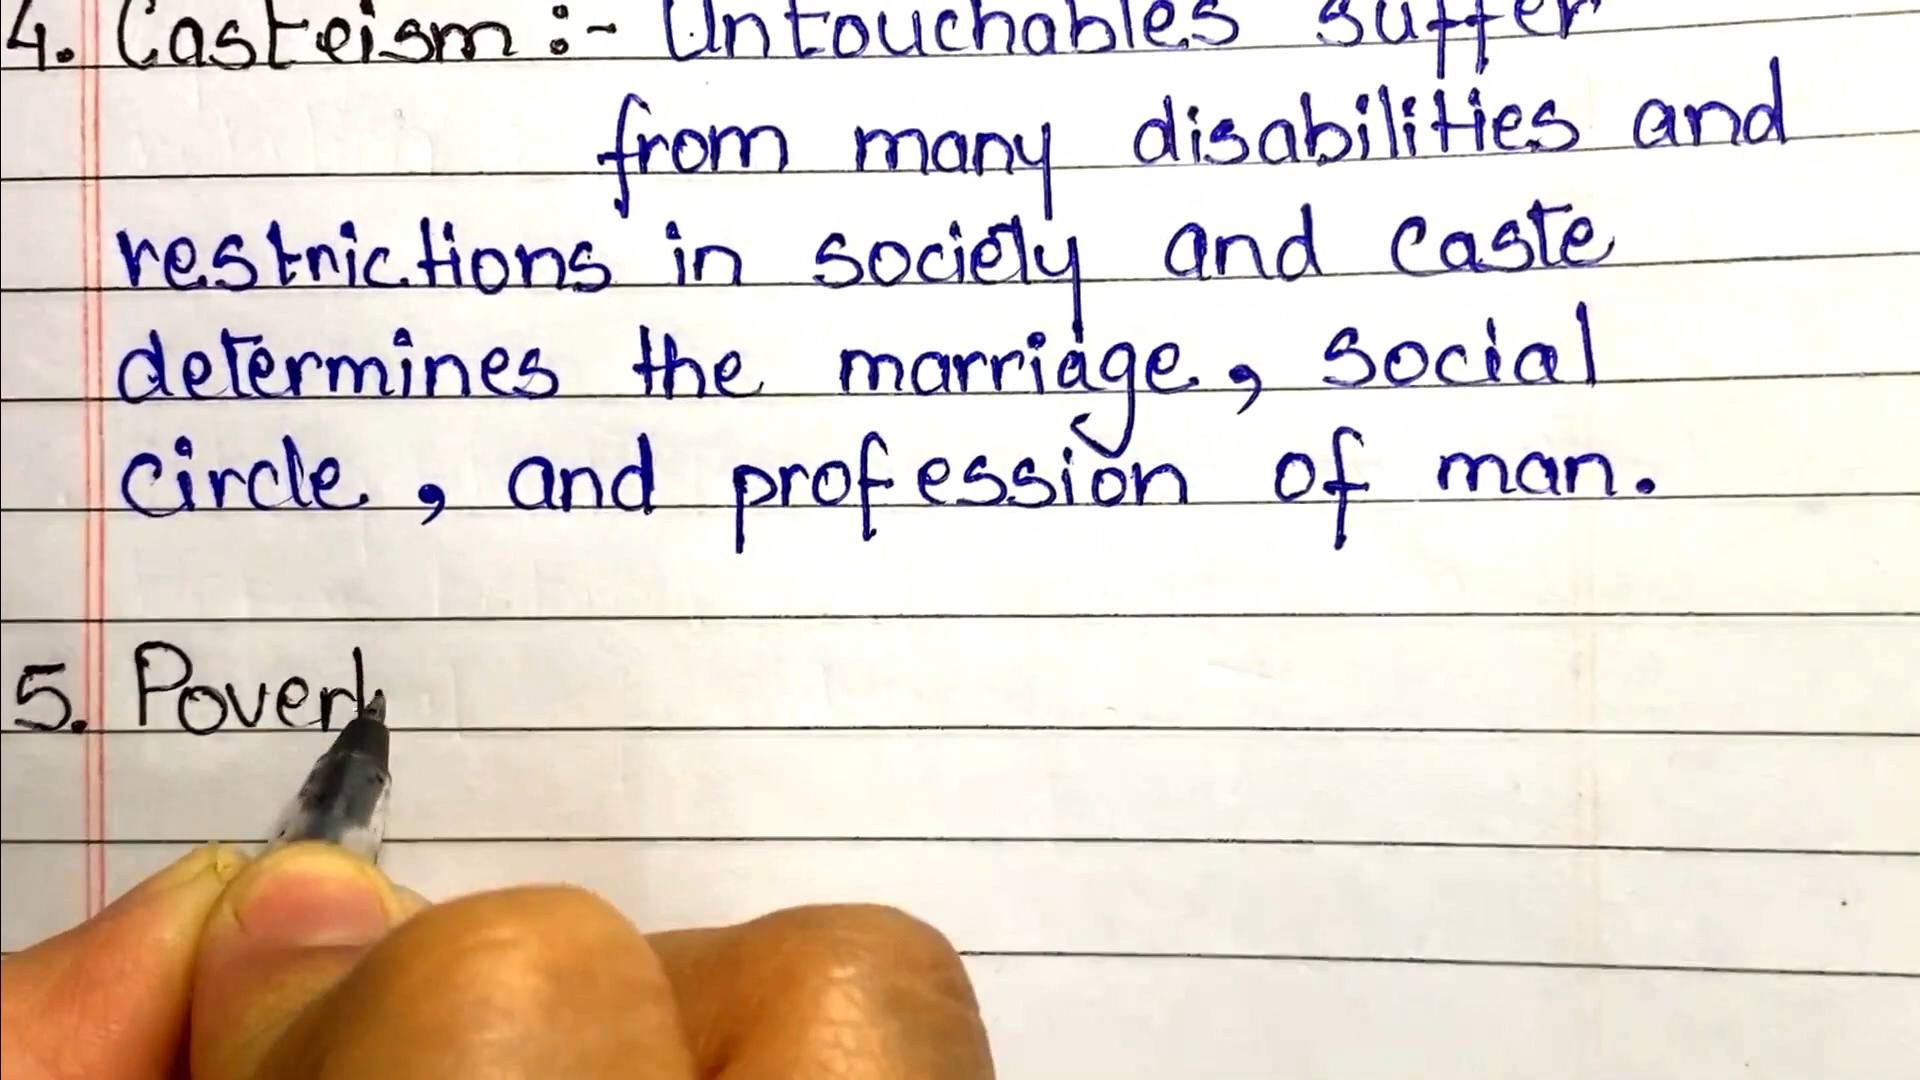 4. Casteism :- Untouchables suffer
from many disabilities and
restrictions in society and caste
determines the marriage, social
circle, and profession of man.
5. Povert